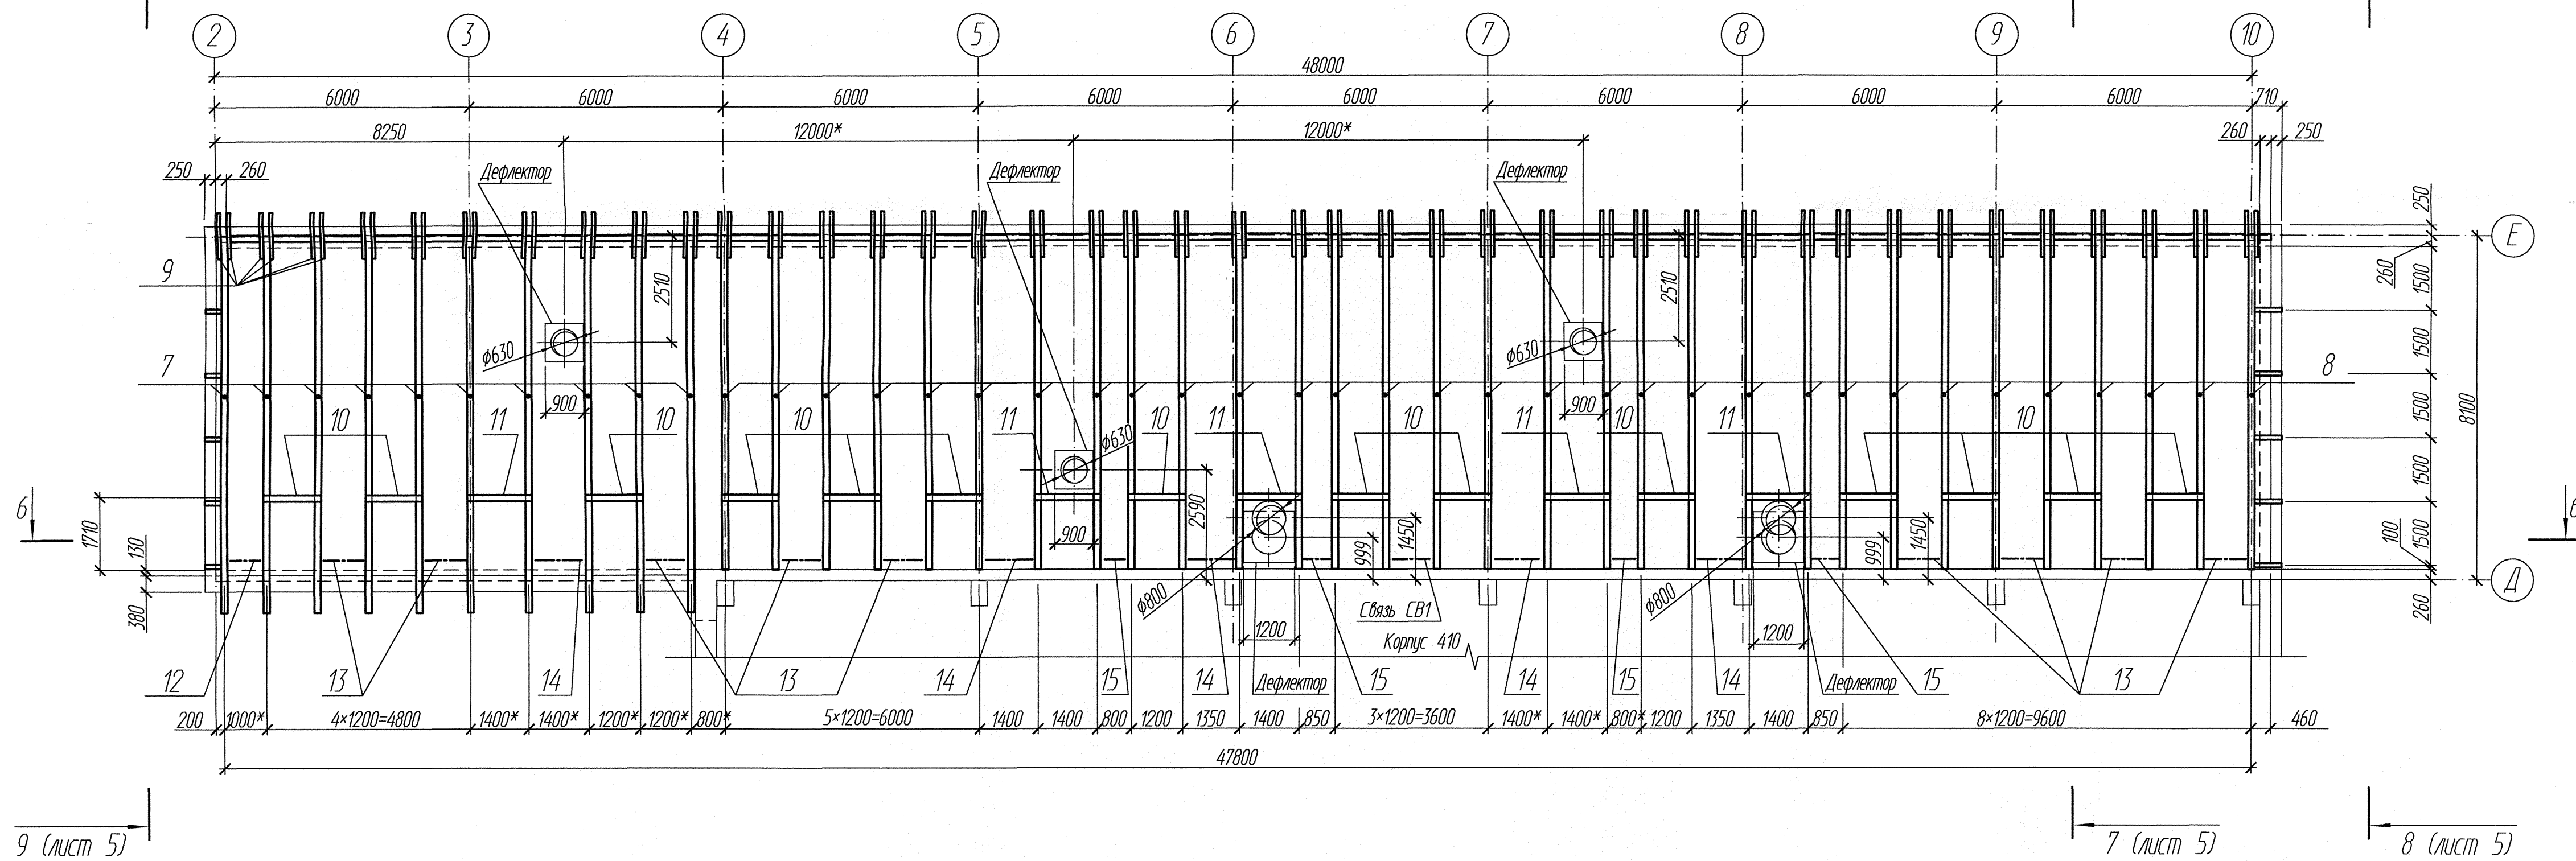 2 3 4 5 6 7 8 9 10
48000
6000 6000 6000 6000 6000 6000 6000 6000 710
8250 12000* 12000* 260 250
250 260 Дефлектор Дефлектор Дефлектор 250
Е
9 2510 2510 260 1500
ϕ630 ϕ630 1500
7 8
900 900 1500 8100
10 11 10 10 11 10 11 10 11 10 11 10
ϕ630
1500
6 1710 2590 6
900 1450 1450
130 999 999 100 1500
Д
380 ϕ800 ϕ800 260
Связь СВ1
1200 1200
Корпус 410
12 13 14 13 14 15 14 Дефлектор 15 14 15 14 Дефлектор 15 13
200 1000* 4×1200=4800 1400* 1400* 1200* 1200* 800* 5×1200=6000 1400 1400 800 1200 1350 1400 850 3×1200=3600 1400* 1400* 800* 1200 1350 1400 850 8×1200=9600 460
47800
9 (лист 5) 7 (лист 5) 8 (лист 5)